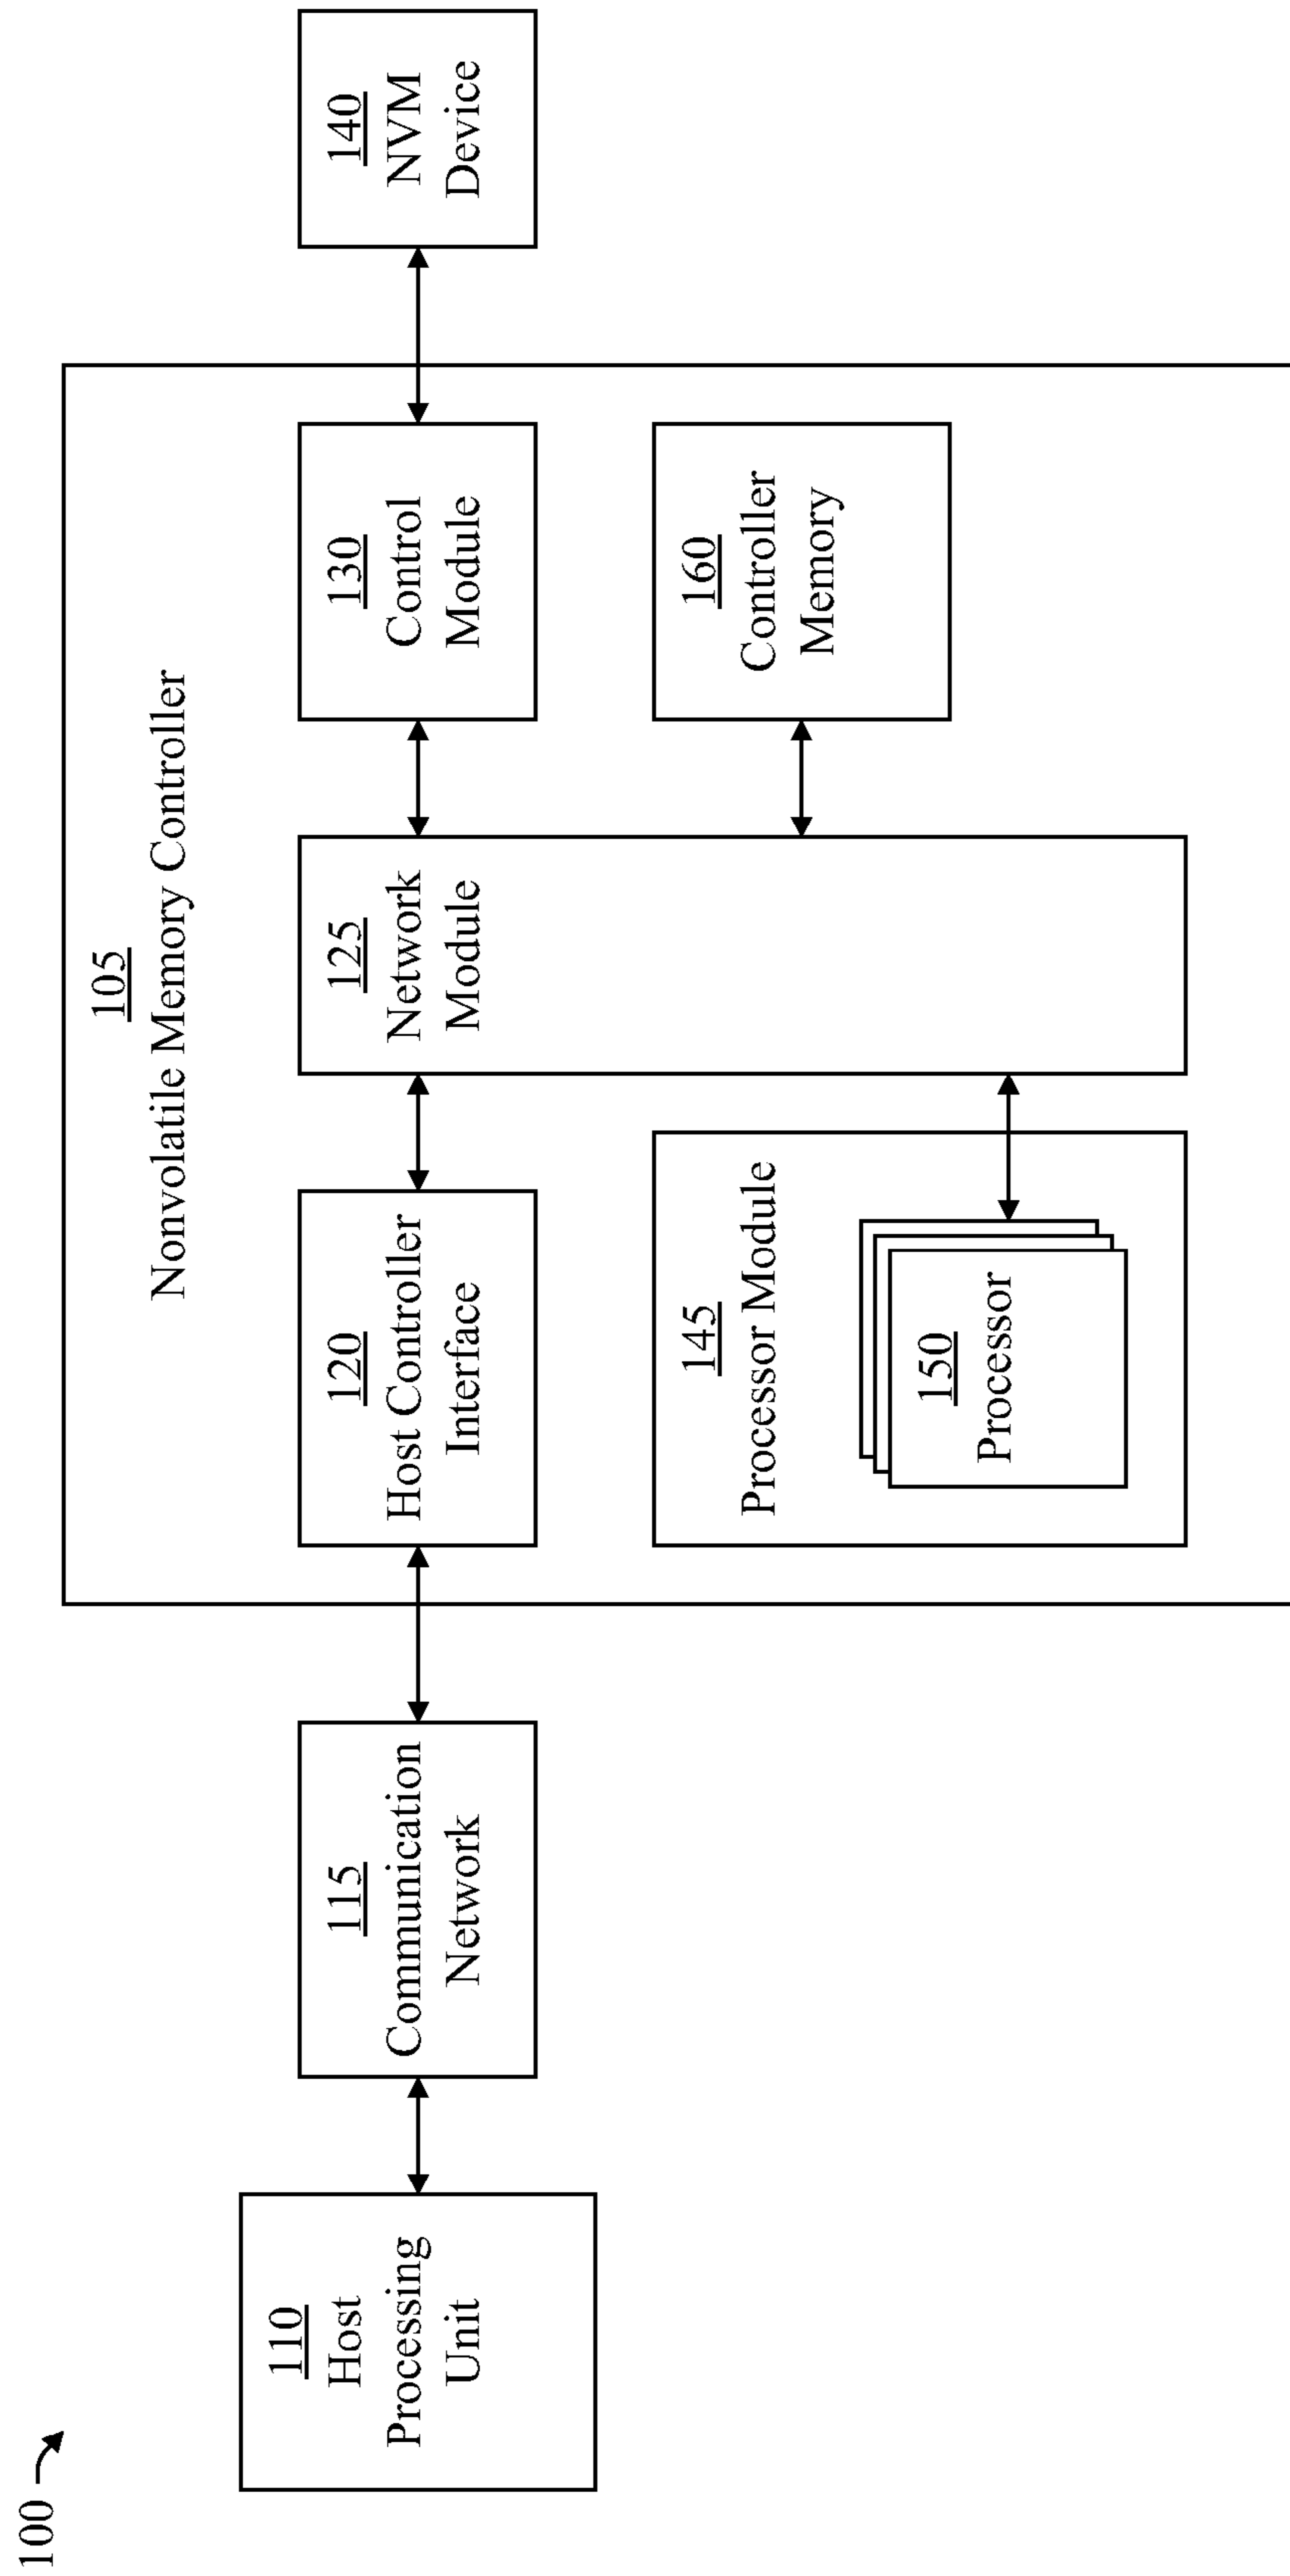 100
105
Nonvolatile Memory Controller
110
Host
Processing
Unit
115
Communication
Network
120
Host Controller
Interface
125
Network
Module
130
Control
Module
140
NVM
Device
145
Processor Module
150
Processor
160
Controller
Memory